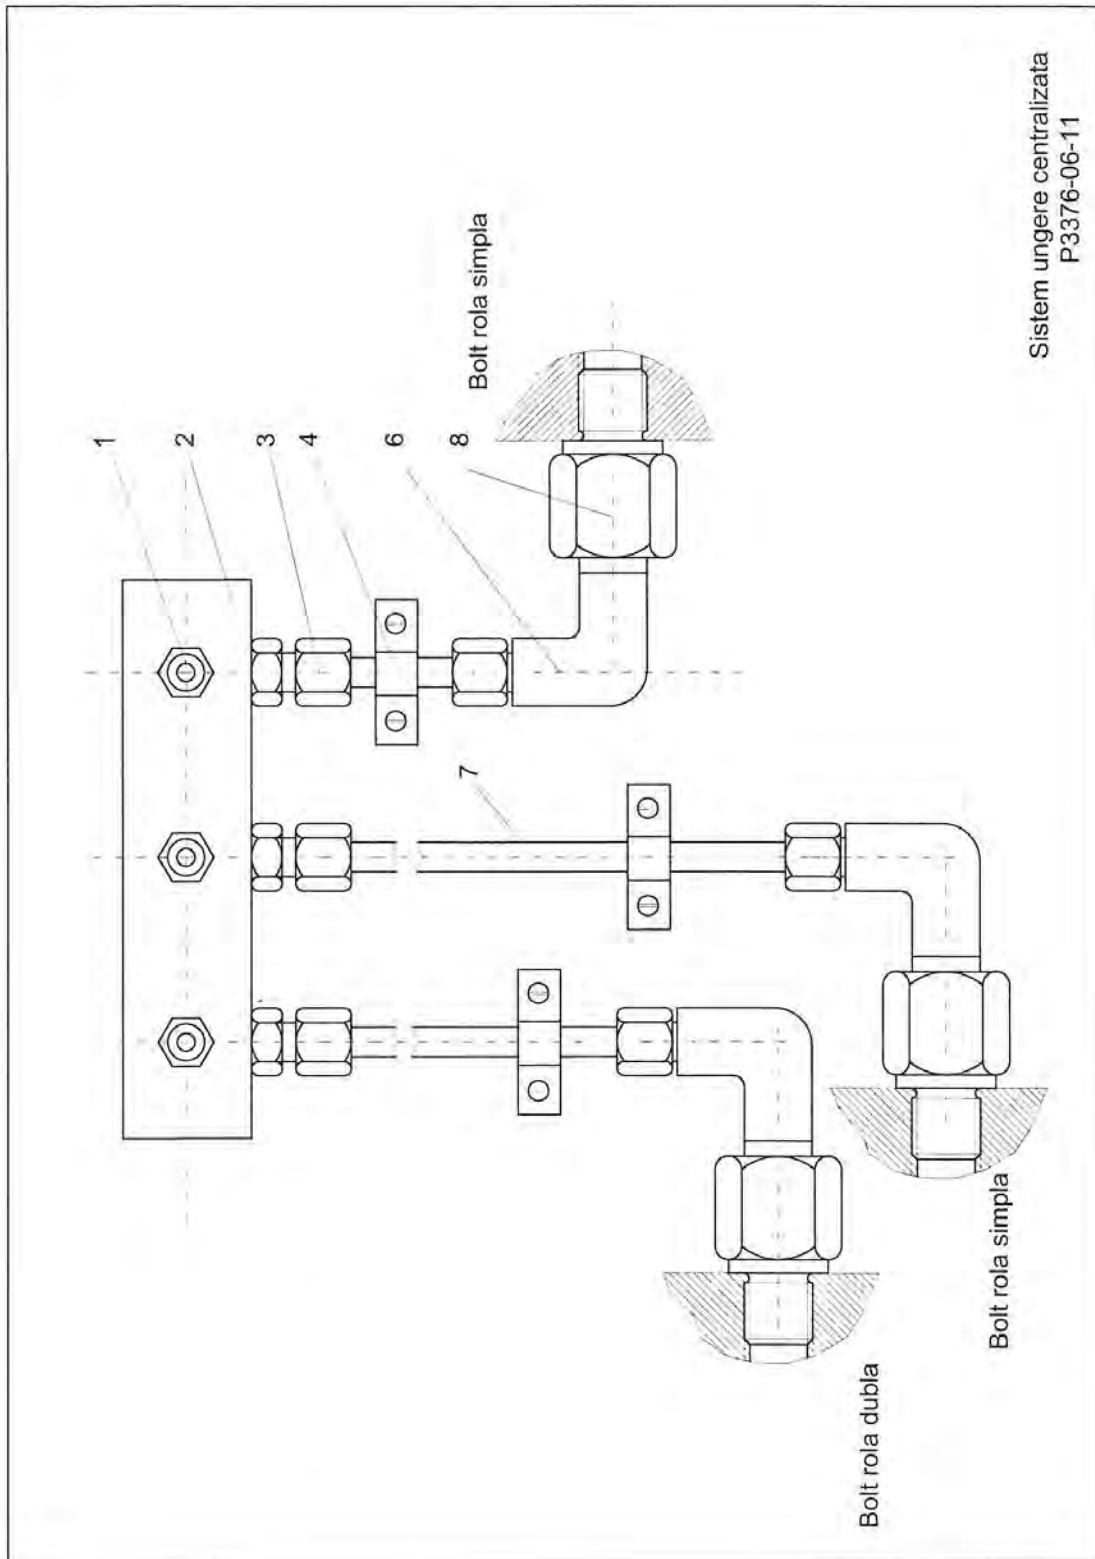 1
2
3
4
6
8
7
Bolt rola simpla
Bolt rola simpla
Bolt rola dubla
Sistem ungere centralizata
P3376-06-11